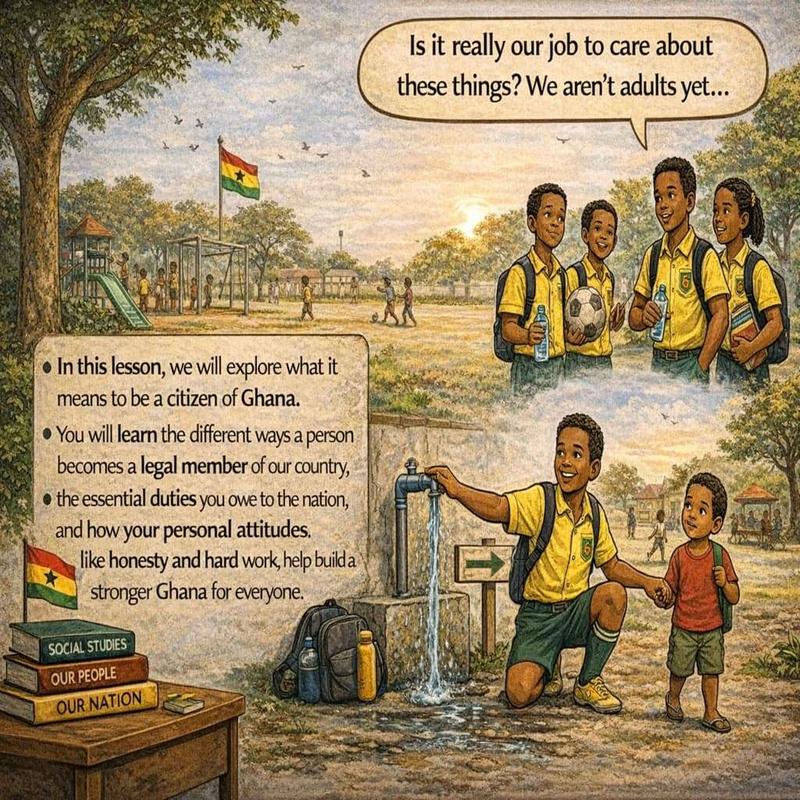 Is it really our job to care about
these things? We aren't adults yet...
• In this lesson, we will explore what it
means to be a citizen of Ghana.
• You will learn the different ways a person
becomes a legal member of our country,
• the essential duties you owe to the nation,
and how your personal attitudes.
like honesty and hard work, help build a
stronger Ghana for everyone.
SOCIAL STUDIES
OUR PEOPLE
OUR NATION